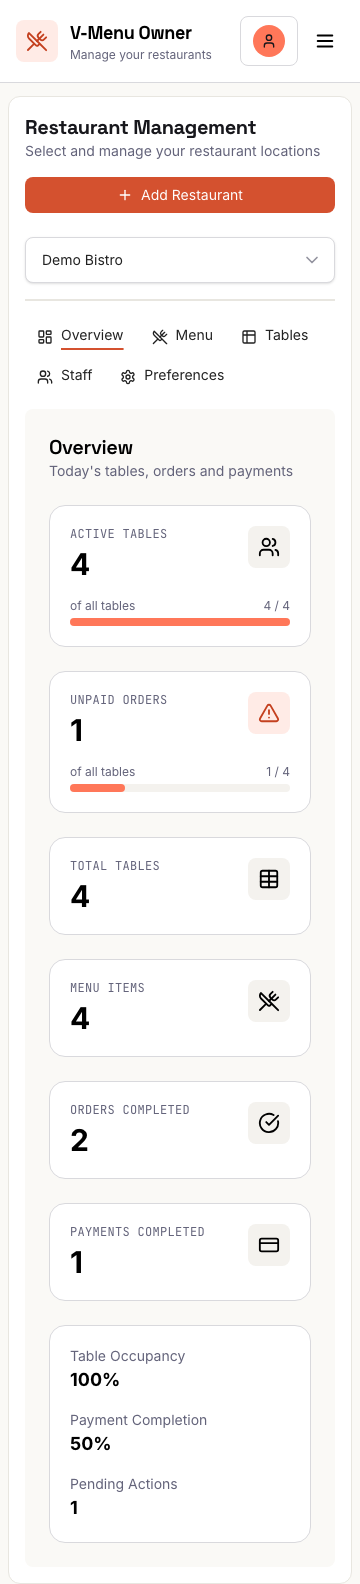 V-Menu Owner
Manage your restaurants
Restaurant Management
Select and manage your restaurant locations
Add Restaurant
Demo Bistro
Overview Menu Tables
Staff Preferences
Overview
Today's tables, orders and payments
ACTIVE TABLES
4
of all tables 4 / 4
UNPAID ORDERS
1
of all tables 1 / 4
TOTAL TABLES
4
MENU ITEMS
4
ORDERS COMPLETED
2
PAYMENTS COMPLETED
1
Table Occupancy
100%
Payment Completion
50%
Pending Actions
1